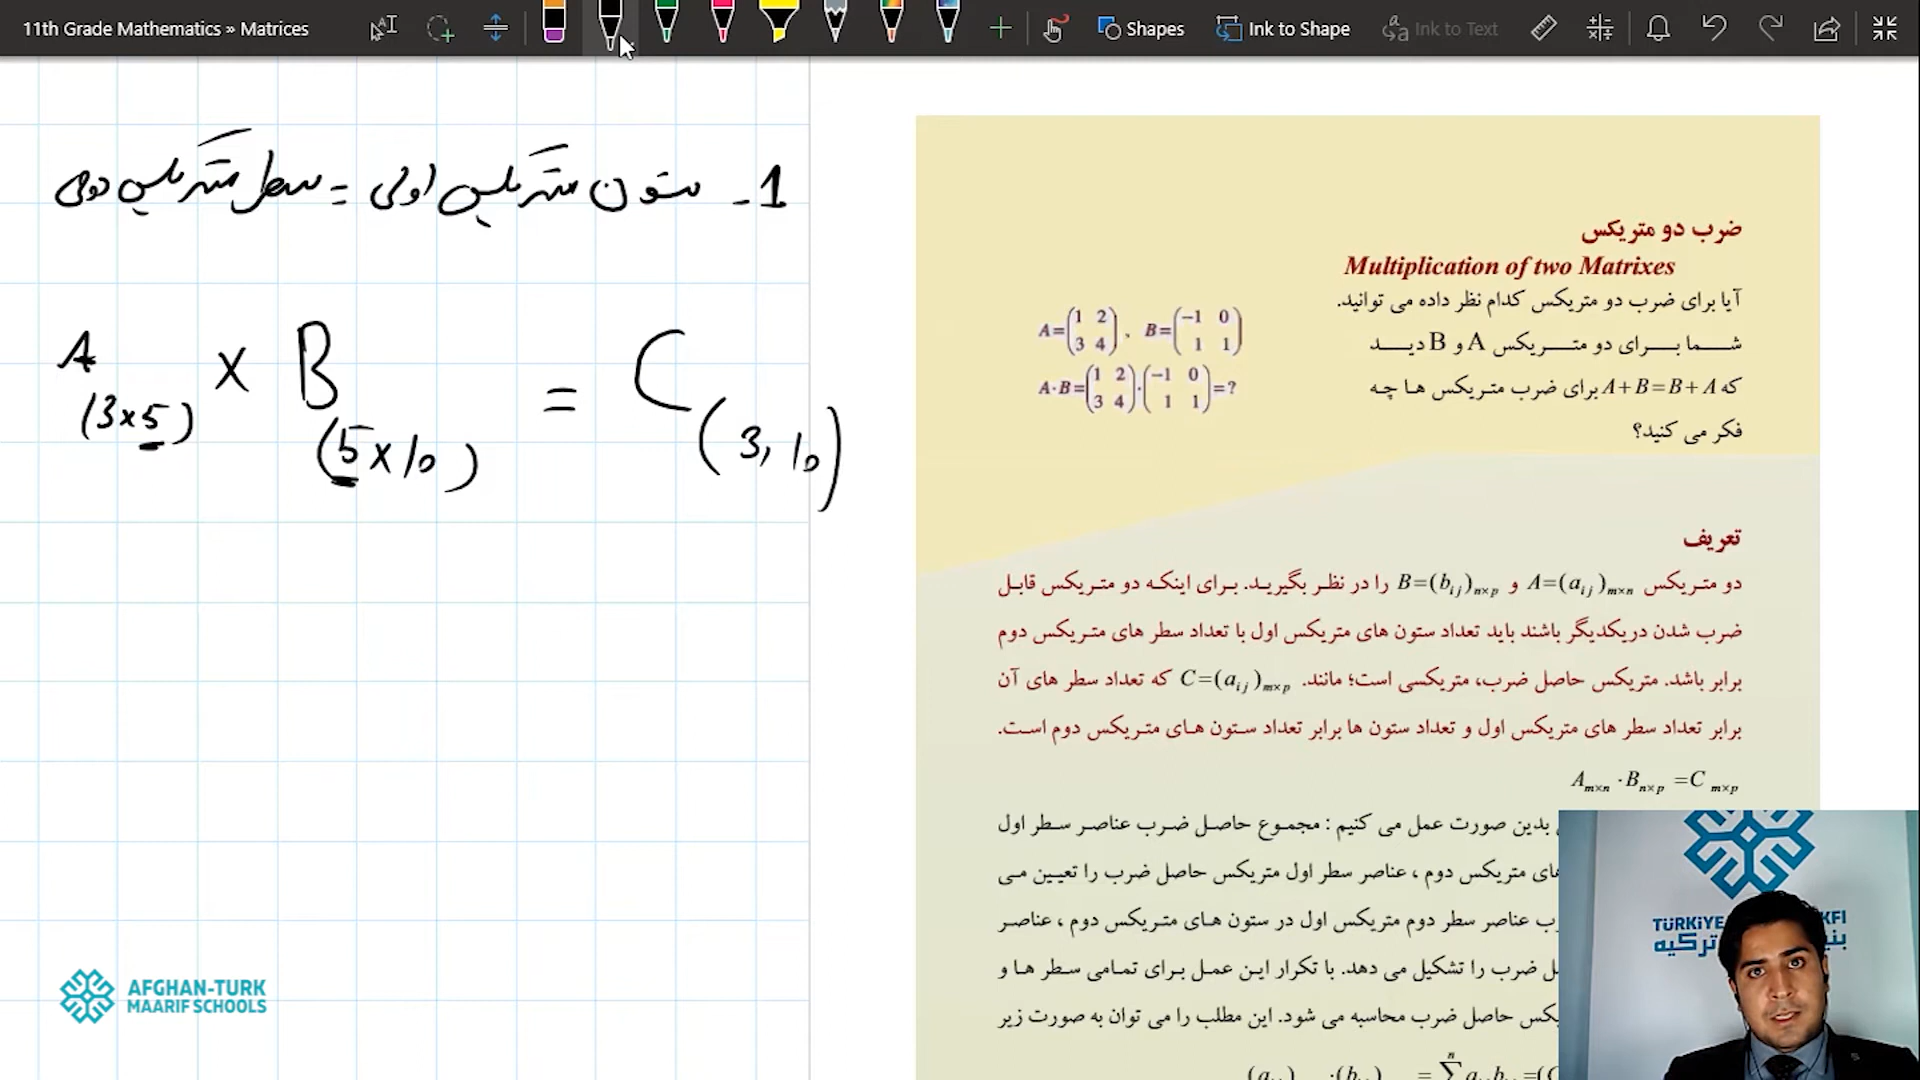 11th Grade Mathematics » Matrices
Shapes
Ink to Shape
Ink to Text
1- ستون متریکس اولی = سطر متریکس دومی
A(3×5) × B(5×10) = C(3, 10)
ضرب دو متریکس
Multiplication of two Matrixes
آیا برای ضرب دو متریکس کدام نظر داده می توانید.
شما برای دو متریکس A و B دیدید
که A+B=B+A برای ضرب متریکس ها چه
فکر می کنید؟
A=(1 2 3 4) ، B=(−1 0 1 1)
A·B=(1 2 3 4)·(−1 0 1 1)=?
تعریف
دو متریکس A=(aij)m×n و B=(bij)n×p را در نظر بگیرید. برای اینکه دو متریکس قابل
ضرب شدن دریکدیگر باشند باید تعداد ستون های متریکس اول با تعداد سطر های متریکس دوم
برابر باشد. متریکس حاصل ضرب، متریکسی است؛ مانند. C=(aij)m×p که تعداد سطر های آن
برابر تعداد سطر های متریکس اول و تعداد ستون ها برابر تعداد ستون های متریکس دوم است.
Am×n · Bn×p = C m×p
بدین صورت عمل می کنیم : مجموع حاصل ضرب عناصر سطر اول
های متریکس دوم ، عناصر سطر اول متریکس حاصل ضرب را تعیین می
عناصر سطر دوم متریکس اول در ستون های متریکس دوم ، عناصر
ضرب را تشکیل می دهد. با تکرار این عمل برای تمامی سطر ها و
حاصل ضرب محاسبه می شود. این مطلب را می توان به صورت زیر
TÜRKİYE
KFI
ترکیه
AFGHAN-TURK
MAARIF SCHOOLS